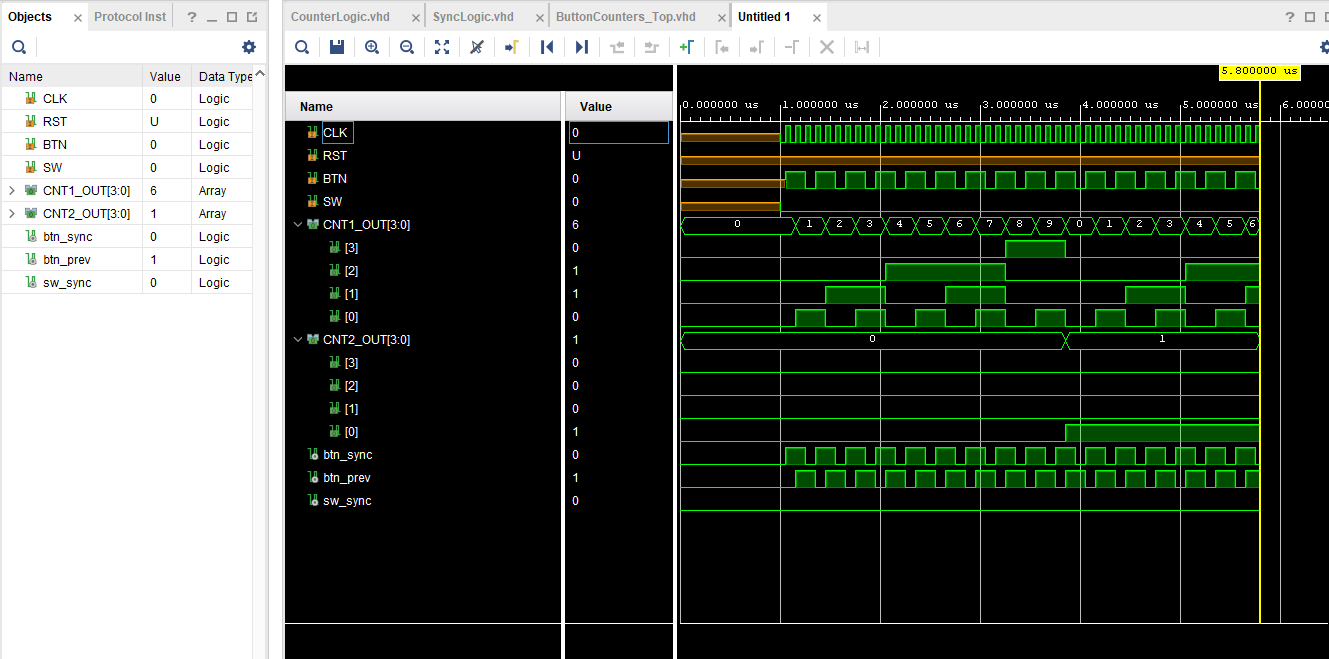 Objects × Protocol Inst ?
Name Value Data Type
CLK 0 Logic
RST U Logic
BTN 0 Logic
SW 0 Logic
CNT1_OUT[3:0] 6 Array
CNT2_OUT[3:0] 1 Array
btn_sync 0 Logic
btn_prev 1 Logic
sw_sync 0 Logic
CounterLogic.vhd × SyncLogic.vhd × ButtonCounters_Top.vhd × Untitled 1 × ?
5.800000 us
Name Value
0.000000 us 1.000000 us 2.000000 us 3.000000 us 4.000000 us 5.000000 us 6.00000
CLK 0
RST U
BTN 0
SW 0
CNT1_OUT[3:0] 6 0 1 2 3 4 5 6 7 8 9 0 1 2 3 4 5 6
[3] 0
[2] 1
[1] 1
[0] 0
CNT2_OUT[3:0] 1 0 1
[3] 0
[2] 0
[1] 0
[0] 1
btn_sync 0
btn_prev 1
sw_sync 0